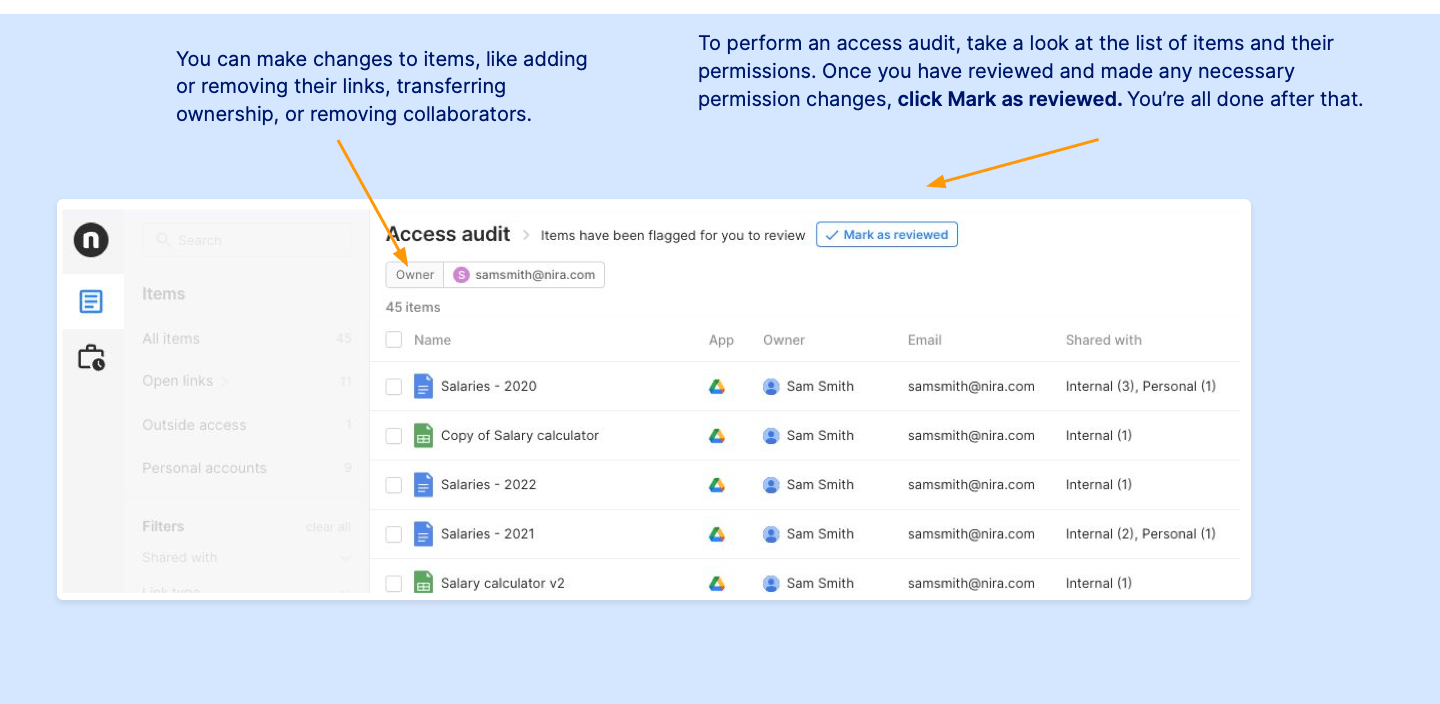 You can make changes to items, like adding
or removing their links, transferring
ownership, or removing collaborators.
To perform an access audit, take a look at the list of items and their
permissions. Once you have reviewed and made any necessary
permission changes, click Mark as reviewed. You’re all done after that.
n
Search
Items
All items 45
Open links 11
Outside access 1
Personal accounts 9
Filters clear all
Shared with
Link type
Access audit > Items have been flagged for you to review Mark as reviewed
Owner S samsmith@nira.com
45 items
Name App Owner Email Shared with
Salaries - 2020 Sam Smith samsmith@nira.com Internal (3), Personal (1)
Copy of Salary calculator Sam Smith samsmith@nira.com Internal (1)
Salaries - 2022 Sam Smith samsmith@nira.com Internal (1)
Salaries - 2021 Sam Smith samsmith@nira.com Internal (2), Personal (1)
Salary calculator v2 Sam Smith samsmith@nira.com Internal (1)